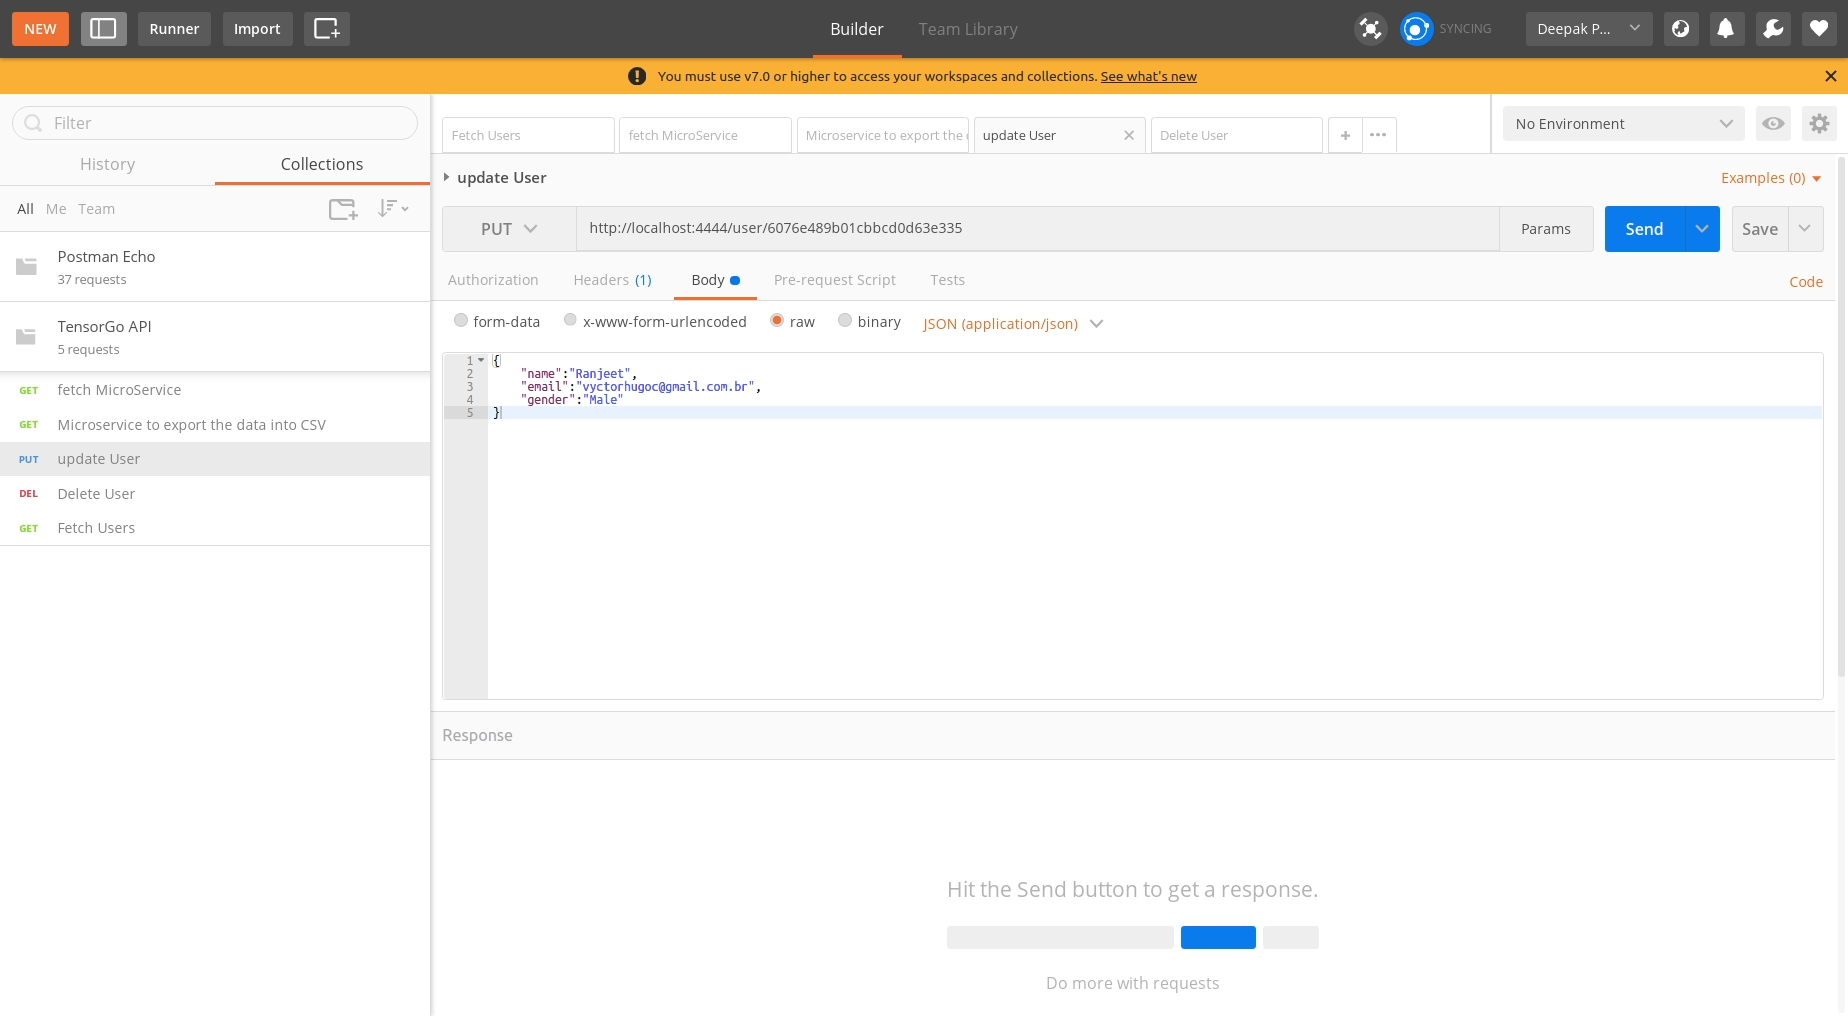 NEW Runner Import Builder Team Library SYNCING Deepak P...
You must use v7.0 or higher to access your workspaces and collections. See what's new
Filter
History Collections
All Me Team
Postman Echo
37 requests
TensorGo API
5 requests
GET fetch MicroService
GET Microservice to export the data into CSV
PUT update User
DEL Delete User
GET Fetch Users
Fetch Users fetch MicroService Microservice to export the update User Delete User + ···
No Environment
update User Examples (0)
PUT http://localhost:4444/user/6076e489b01cbbcd0d63e335 Params Send Save
Authorization Headers (1) Body Pre-request Script Tests Code
form-data x-www-form-urlencoded raw binary JSON (application/json)
1 {
2 "name":"Ranjeet",
3 "email":"vyctorhugoc@gmail.com.br",
4 "gender":"Male"
5 }
Response
Hit the Send button to get a response.
Do more with requests